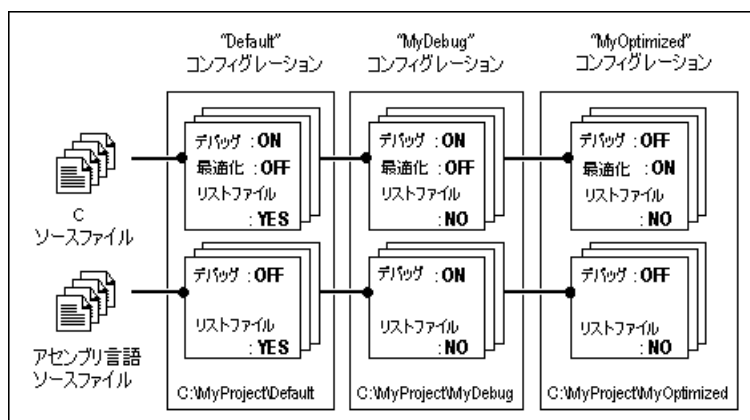 "Default"
コンフィグレーション
"MyDebug"
コンフィグレーション
"MyOptimized"
コンフィグレーション
C
ソースファイル
デバッグ :ON
最適化 :OFF
リストファイル
:YES
デバッグ :ON
最適化 :OFF
リストファイル
:NO
デバッグ :OFF
最適化 :ON
リストファイル
:NO
アセンブリ言語
ソースファイル
デバッグ :OFF
リストファイル
:YES
デバッグ :ON
リストファイル
:NO
デバッグ :OFF
リストファイル
:NO
C:\MyProject\Default
C:\MyProject\MyDebug
C:\MyProject\MyOptimized